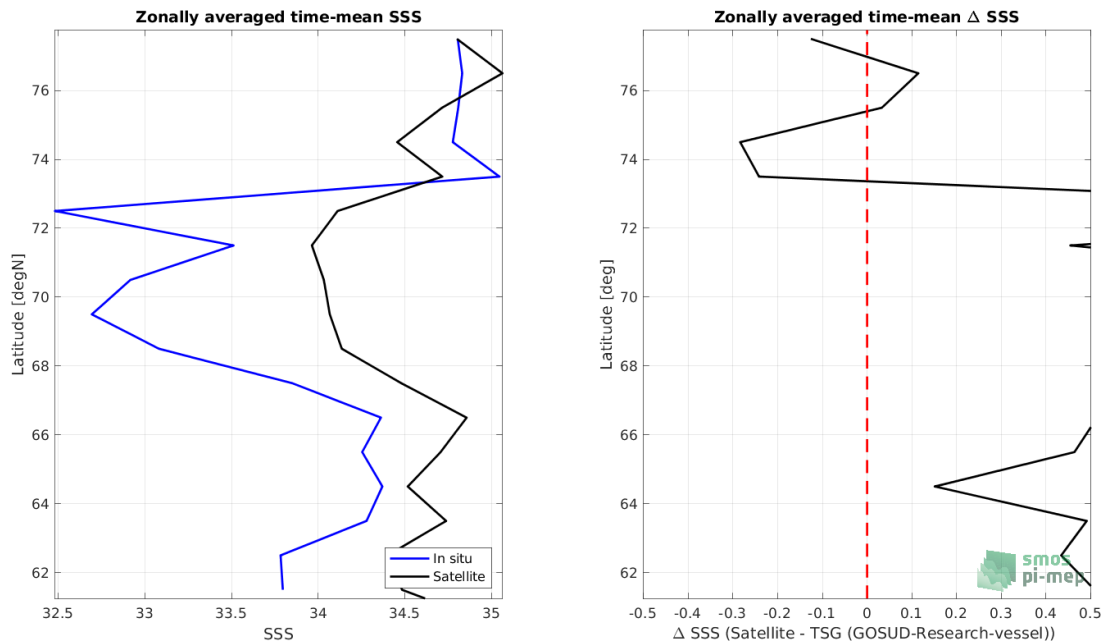 Zonally averaged time-mean SSS
Latitude [degN]
76
74
72
70
68
66
64
62
32.5 33 33.5 34 34.5 35
SSS
In situ
Satellite
Zonally averaged time-mean Δ SSS
Latitude [deg]
76
74
72
70
68
66
64
62
-0.5 -0.4 -0.3 -0.2 -0.1 0 0.1 0.2 0.3 0.4 0.5
Δ SSS (Satellite - TSG (GOSUD-Research-vessel))
smos
pi-mep